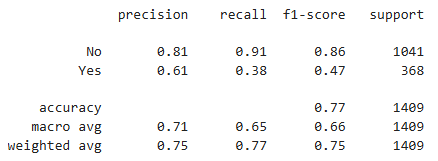 precision recall f1-score support
No 0.81 0.91 0.86 1041
Yes 0.61 0.38 0.47 368
accuracy 0.77 1409
macro avg 0.71 0.65 0.66 1409
weighted avg 0.75 0.77 0.75 1409